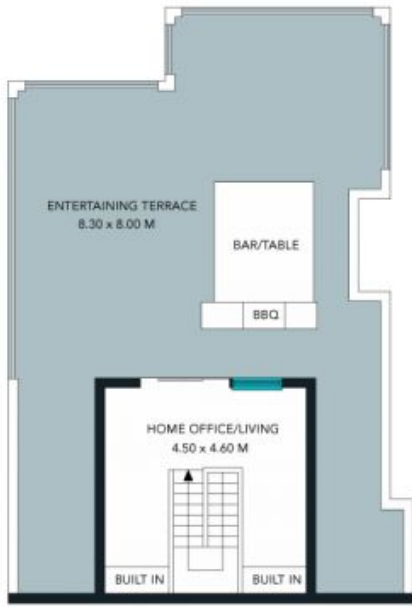 ENTERTAINING TERRACE
8.30 x 8.00 M
BAR/TABLE
BBQ
HOME OFFICE/LIVING
4.50 x 4.60 M
BUILT IN
BUILT IN